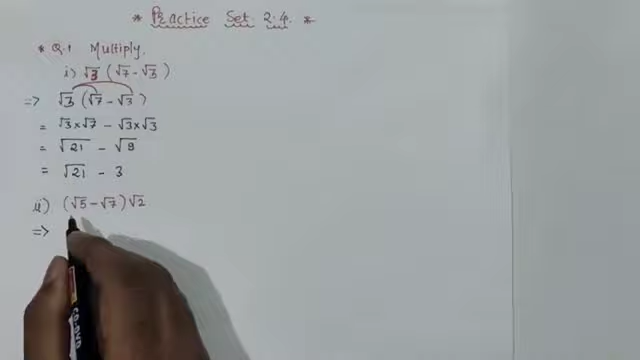 * Practice Set 2.4. *
* Q.1 Multiply.
i) √3 (√7 - √3)
=> √3 (√7 - √3)
= √3×√7 - √3×√3
= √21 - √9
= √21 - 3
ii) (√5 - √7)√2
=>